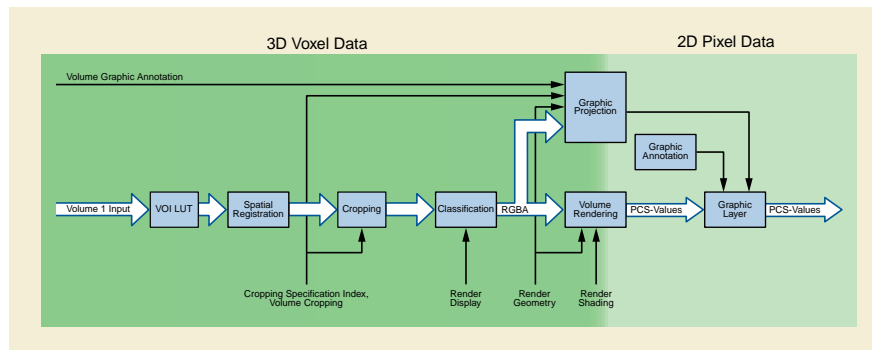 3D Voxel Data
2D Pixel Data
Volume Graphic Annotation
Graphic
Projection
Graphic
Annotation
Volume 1 Input
VOI LUT
Spatial
Registration
Cropping
Classification
RGBA
Volume
Rendering
PCS-Values
Graphic
Layer
PCS-Values
Cropping Specification Index,
Volume Cropping
Render
Display
Render
Geometry
Render
Shading